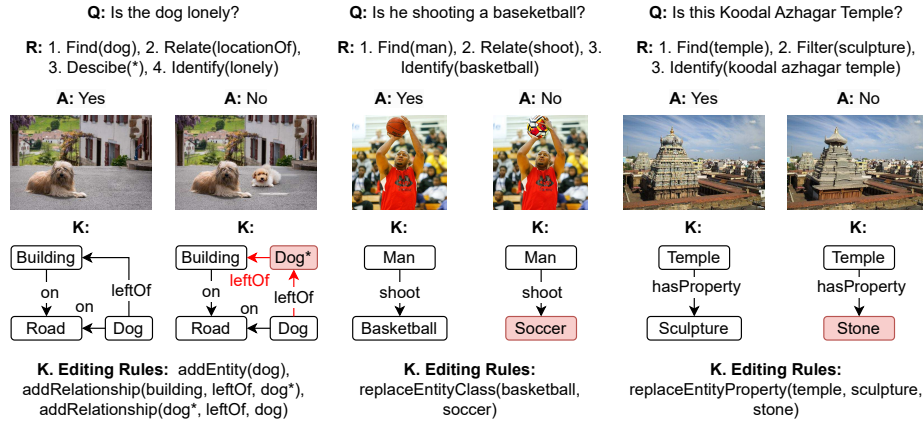 Q: Is the dog lonely?
R: 1. Find(dog), 2. Relate(locationOf),
3. Descibe(*), 4. Identify(lonely)
A: Yes
A: No
K:
Building
Road
Dog
on
on
leftOf
Building
Dog*
Road
Dog
on
on
leftOf
leftOf
K. Editing Rules: addEntity(dog),
addRelationship(building, leftOf, dog*),
addRelationship(dog*, leftOf, dog)
Q: Is he shooting a baseketball?
R: 1. Find(man), 2. Relate(shoot), 3.
Identify(basketball)
A: Yes
A: No
K:
K:
Man
shoot
Basketball
Man
shoot
Soccer
K. Editing Rules:
replaceEntityClass(basketball,
soccer)
Q: Is this Koodal Azhagar Temple?
R: 1. Find(temple), 2. Filter(sculpture),
3. Identify(koodal azhagar temple)
A: Yes
A: No
K:
K:
Temple
hasProperty
Sculpture
Temple
hasProperty
Stone
K. Editing Rules:
replaceEntityProperty(temple, sculpture,
stone)